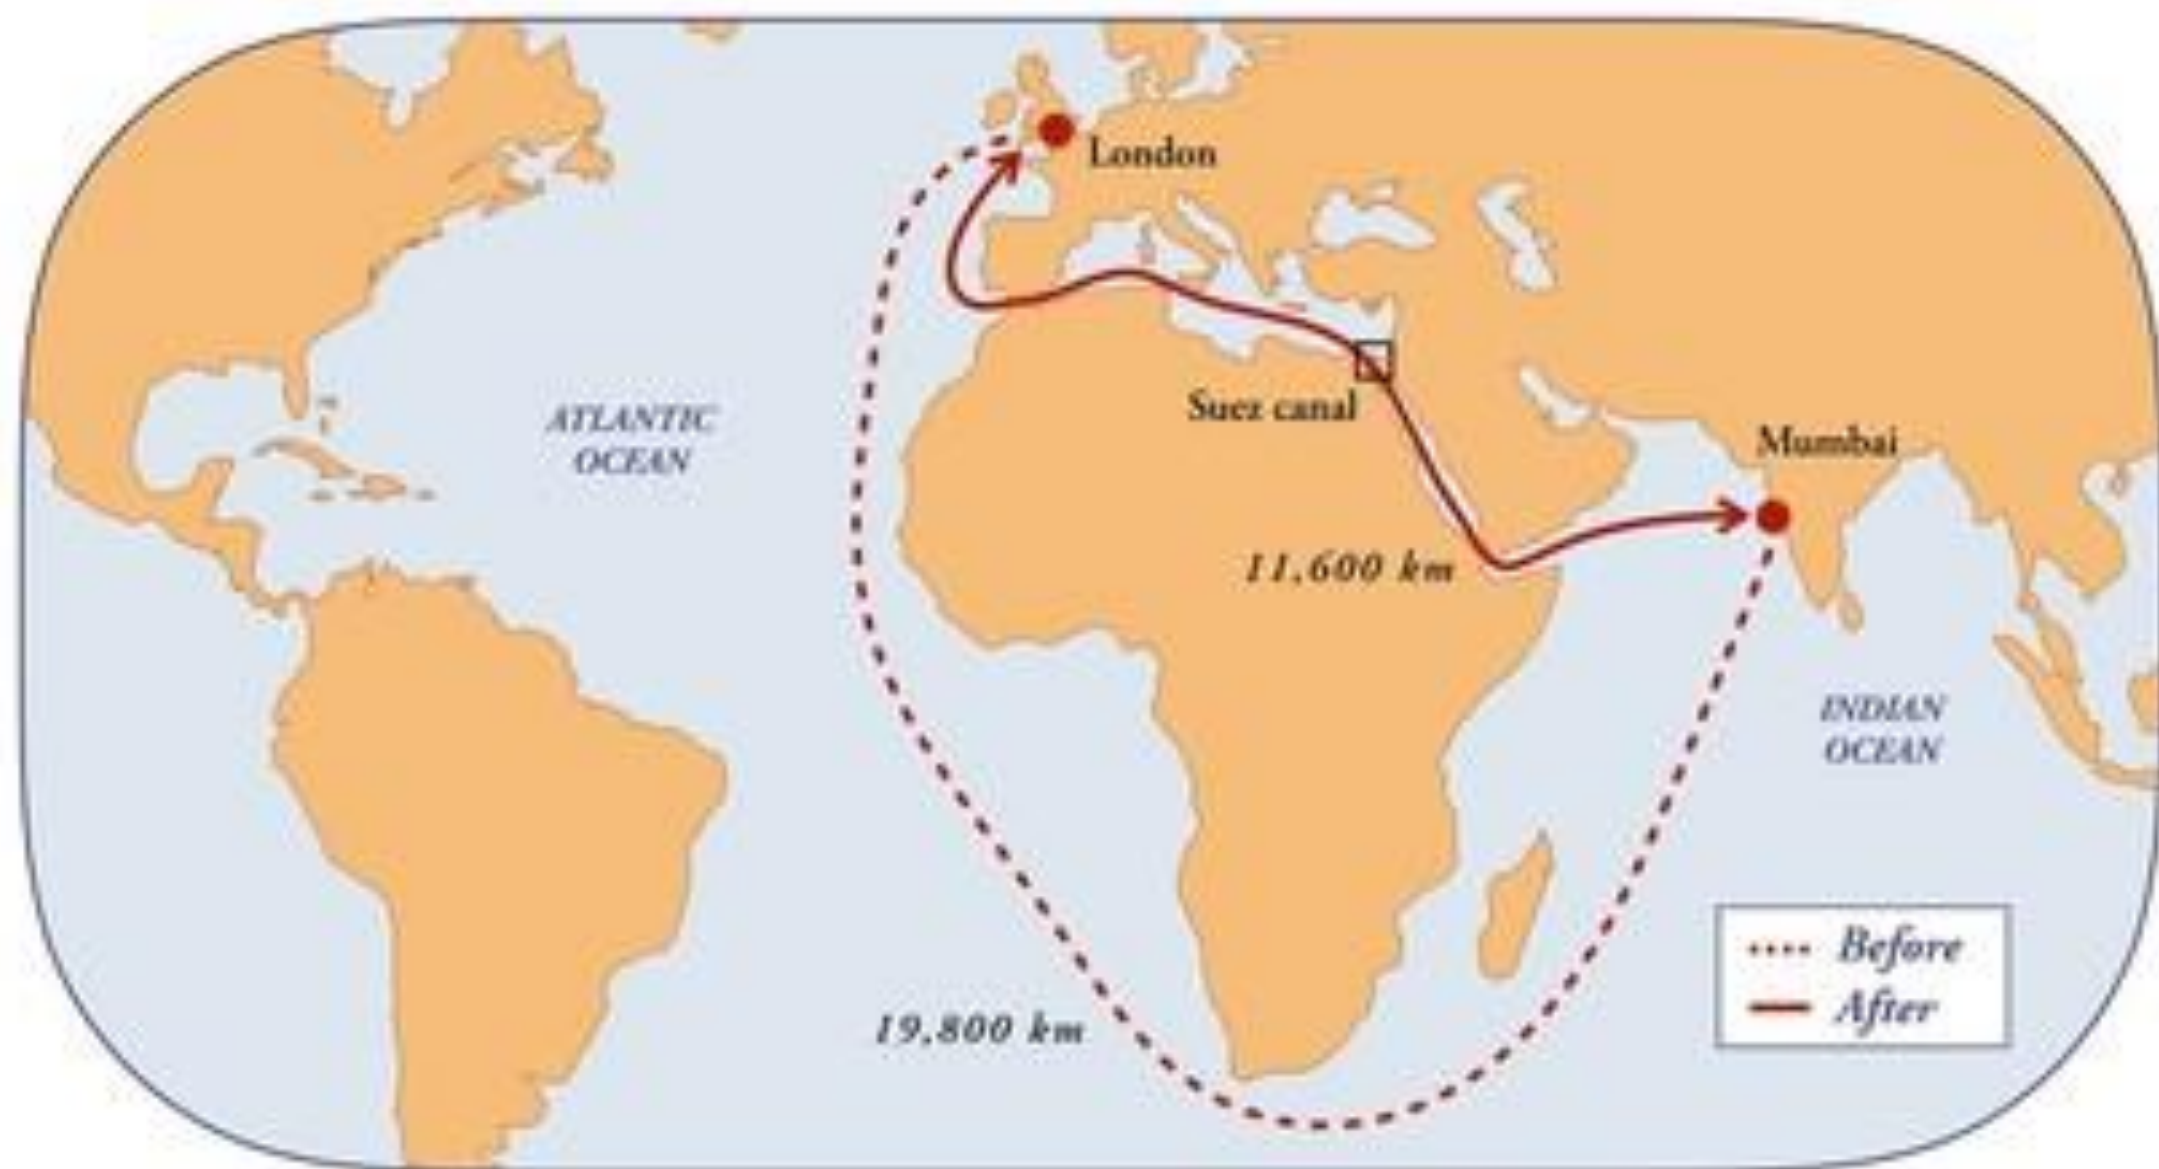 London
Suez canal
Mumbai
ATLANTIC
OCEAN
11,600 km
INDIAN
OCEAN
19,800 km
Before
After